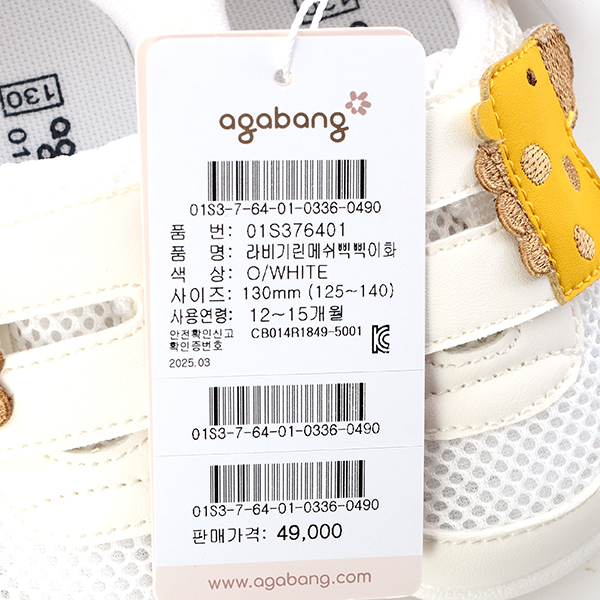 agabang
01S3-7-64-01-0336-0490
품 번: 01S376401
품 명: 라비기린메쉬삑삑이화
색 상: O/WHITE
사이즈: 130mm (125~140)
사용연령: 12~15개월
안전확인신고 확인증번호 CB014R1849-5001
2025.03
01S3-7-64-01-0336-0490
01S3-7-64-01-0336-0490
판매가격: 49,000
www.agabang.com
130